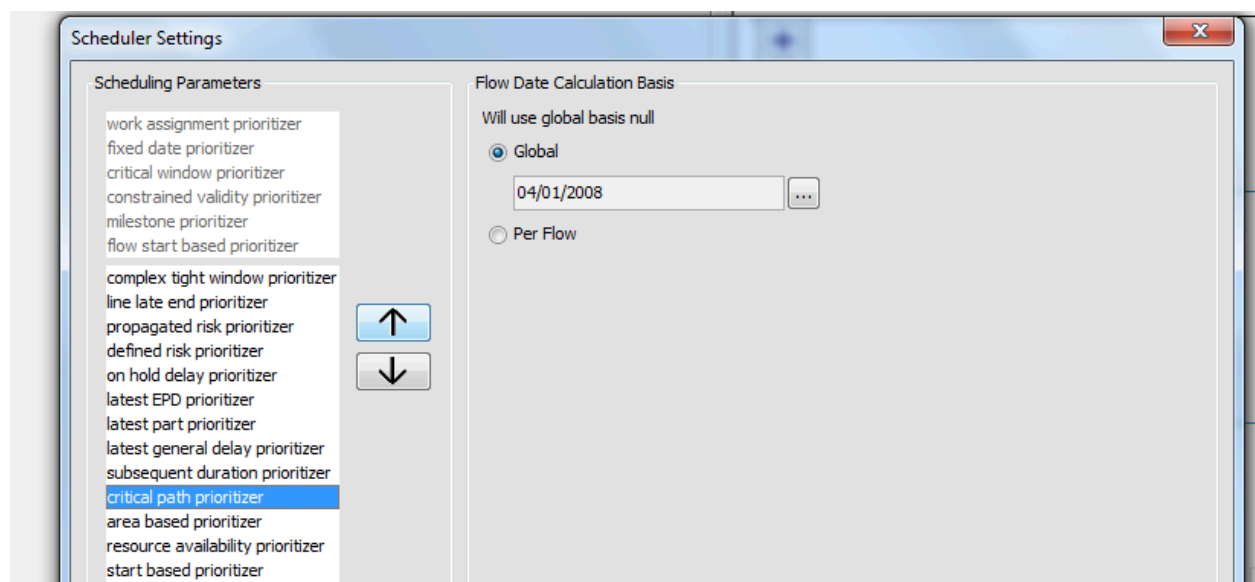 Scheduler Settings
Scheduling Parameters
work assignment prioritizer
fixed date prioritizer
critical window prioritizer
constrained validity prioritizer
milestone prioritizer
flow start based prioritizer
complex tight window prioritizer
line late end prioritizer
propagated risk prioritizer
defined risk prioritizer
on hold delay prioritizer
latest EPD prioritizer
latest part prioritizer
latest general delay prioritizer
subsequent duration prioritizer
critical path prioritizer
area based prioritizer
resource availability prioritizer
start based prioritizer
Flow Date Calculation Basis
Will use global basis null
Global
04/01/2008
...
Per Flow